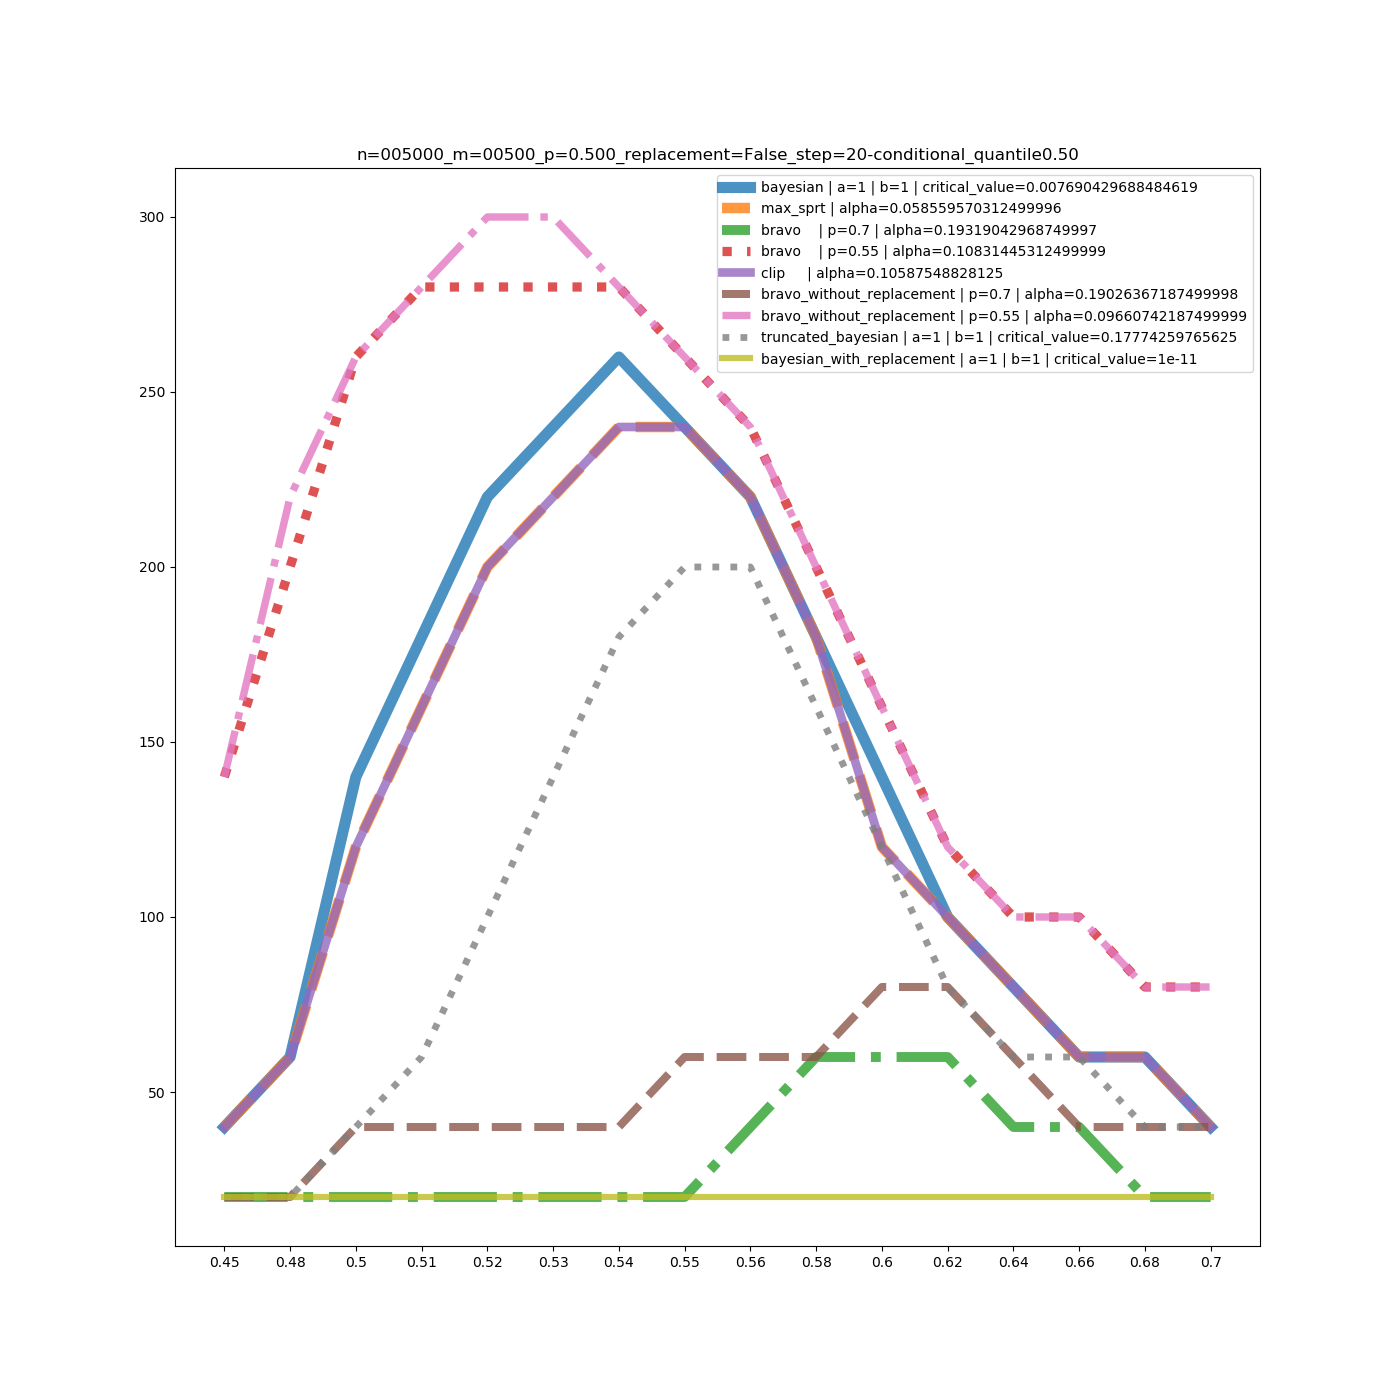 n=005000_m=00500_p=0.500_replacement=False_step=20-conditional_quantile0.50
bayesian | a=1 | b=1 | critical_value=0.007690429688484619
max_sprt | alpha=0.058559570312499996
bravo    | p=0.7 | alpha=0.19319042968749997
bravo    | p=0.55 | alpha=0.10831445312499999
clip     | alpha=0.10587548828125
bravo_without_replacement | p=0.7 | alpha=0.19026367187499998
bravo_without_replacement | p=0.55 | alpha=0.09660742187499999
truncated_bayesian | a=1 | b=1 | critical_value=0.17774259765625
bayesian_with_replacement | a=1 | b=1 | critical_value=1e-11
300
250
200
150
100
50
0.45 0.48 0.5 0.51 0.52 0.53 0.54 0.55 0.56 0.58 0.6 0.62 0.64 0.66 0.68 0.7